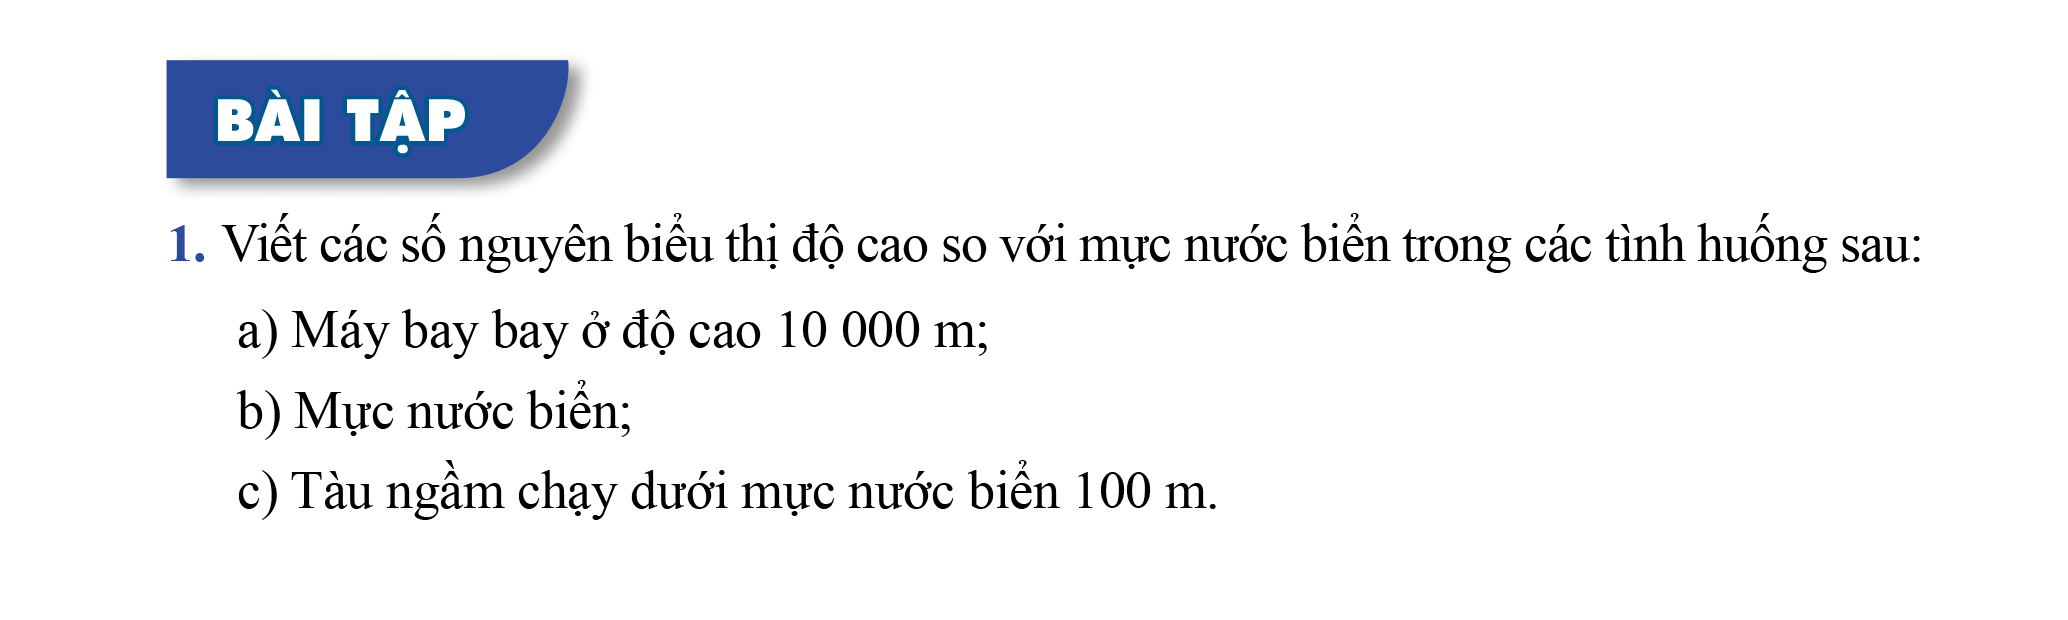 BÀI TẬP
1. Viết các số nguyên biểu thị độ cao so với mực nước biển trong các tình huống sau:
a) Máy bay bay ở độ cao 10 000 m;
b) Mực nước biển;
c) Tàu ngầm chạy dưới mực nước biển 100 m.